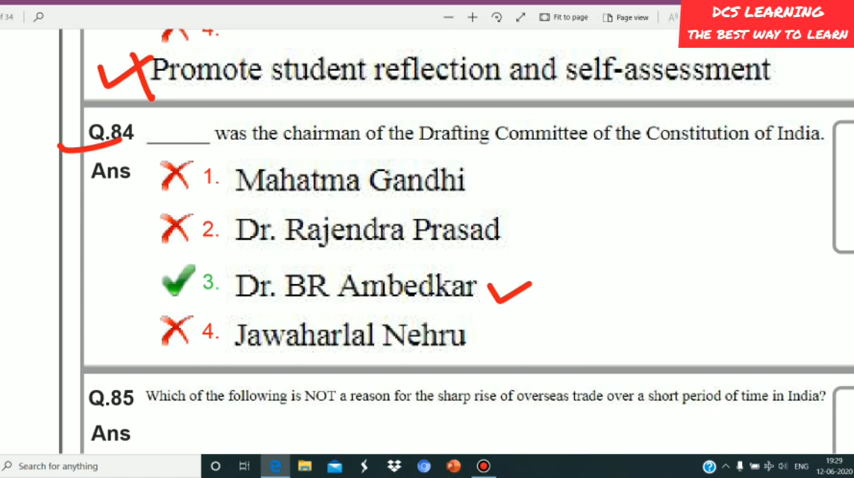 f 34
Fit to page
Page view
DCS LEARNING
THE BEST WAY TO LEARN
4.
Promote student reflection and self-assessment
Q.84 ______ was the chairman of the Drafting Committee of the Constitution of India.
Ans
1. Mahatma Gandhi
2. Dr. Rajendra Prasad
3. Dr. BR Ambedkar
4. Jawaharlal Nehru
Q.85 Which of the following is NOT a reason for the sharp rise of overseas trade over a short period of time in India?
Ans
Search for anything
ENG
19:29
12-06-2020